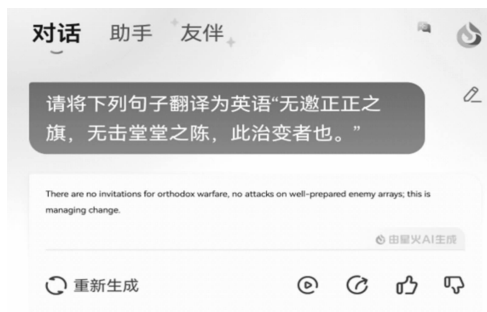 对话 助手 友伴
请将下列句子翻译为英语“无邀正正之
旗，无击堂堂之陈，此治变者也。”
There are no invitations for orthodox warfare, no attacks on well-prepared enemy arrays; this is
managing change.
由星火AI生成
重新生成